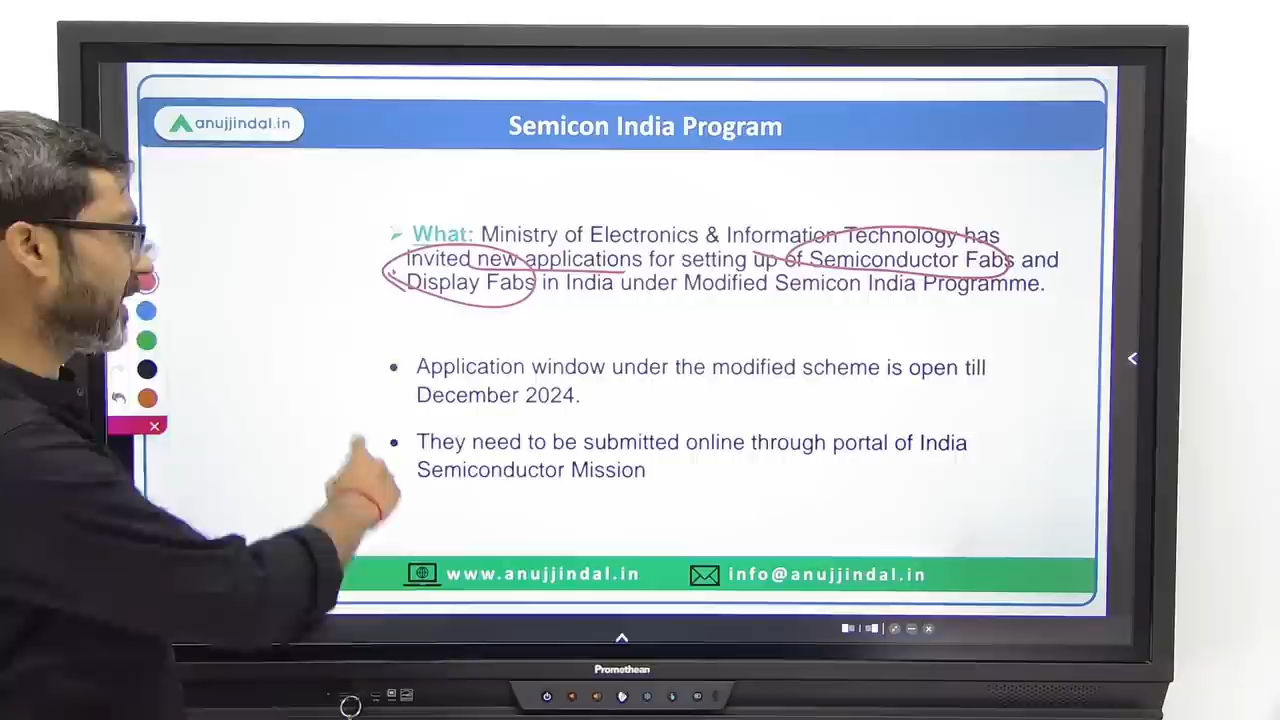 anujjindal.in
Semicon India Program
What: Ministry of Electronics & Information Technology has
invited new applications for setting up of Semiconductor Fabs and
Display Fabs in India under Modified Semicon India Programme.
Application window under the modified scheme is open till
December 2024.
They need to be submitted online through portal of India
Semiconductor Mission
www.anujjindal.in
info@anujjindal.in
Promethean